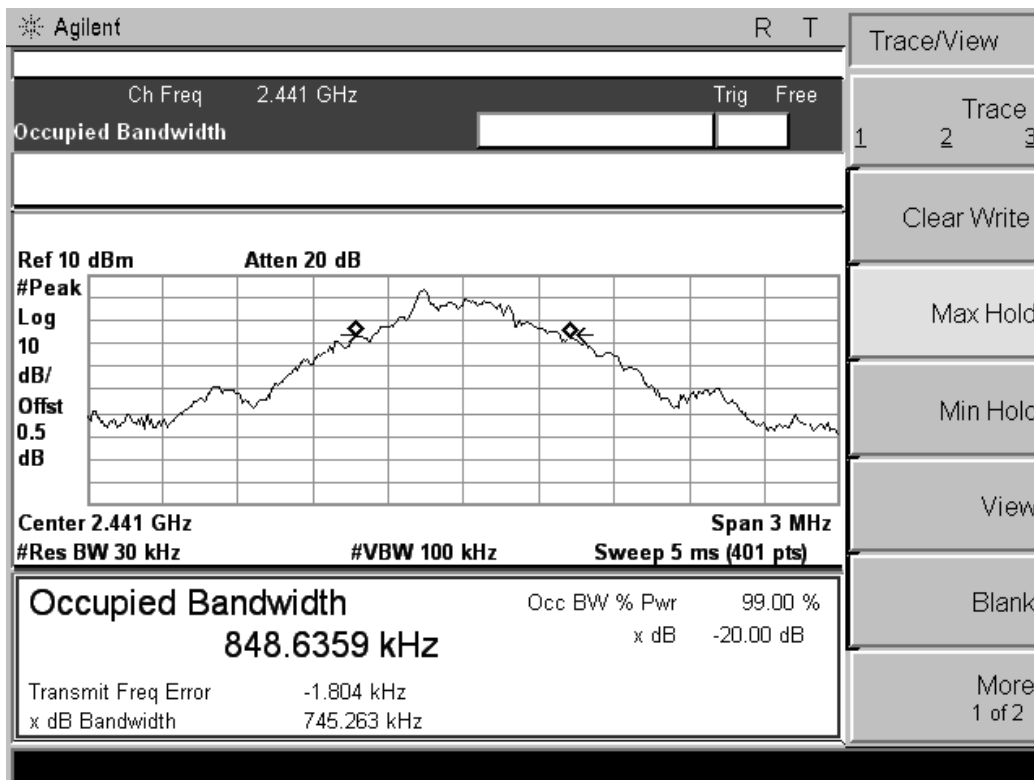 Agilent R T
Ch Freq 2.441 GHz Trig Free
Occupied Bandwidth
Ref 10 dBm Atten 20 dB
#Peak
Log
10
dB/
Offst
0.5
dB
Center 2.441 GHz Span 3 MHz
#Res BW 30 kHz #VBW 100 kHz Sweep 5 ms (401 pts)
Occupied Bandwidth
848.6359 kHz
Occ BW % Pwr 99.00 %
x dB -20.00 dB
Transmit Freq Error -1.804 kHz
x dB Bandwidth 745.263 kHz
Trace/View
Trace
1 2 3
Clear Write
Max Hold
Min Hold
View
Blank
More
1 of 2